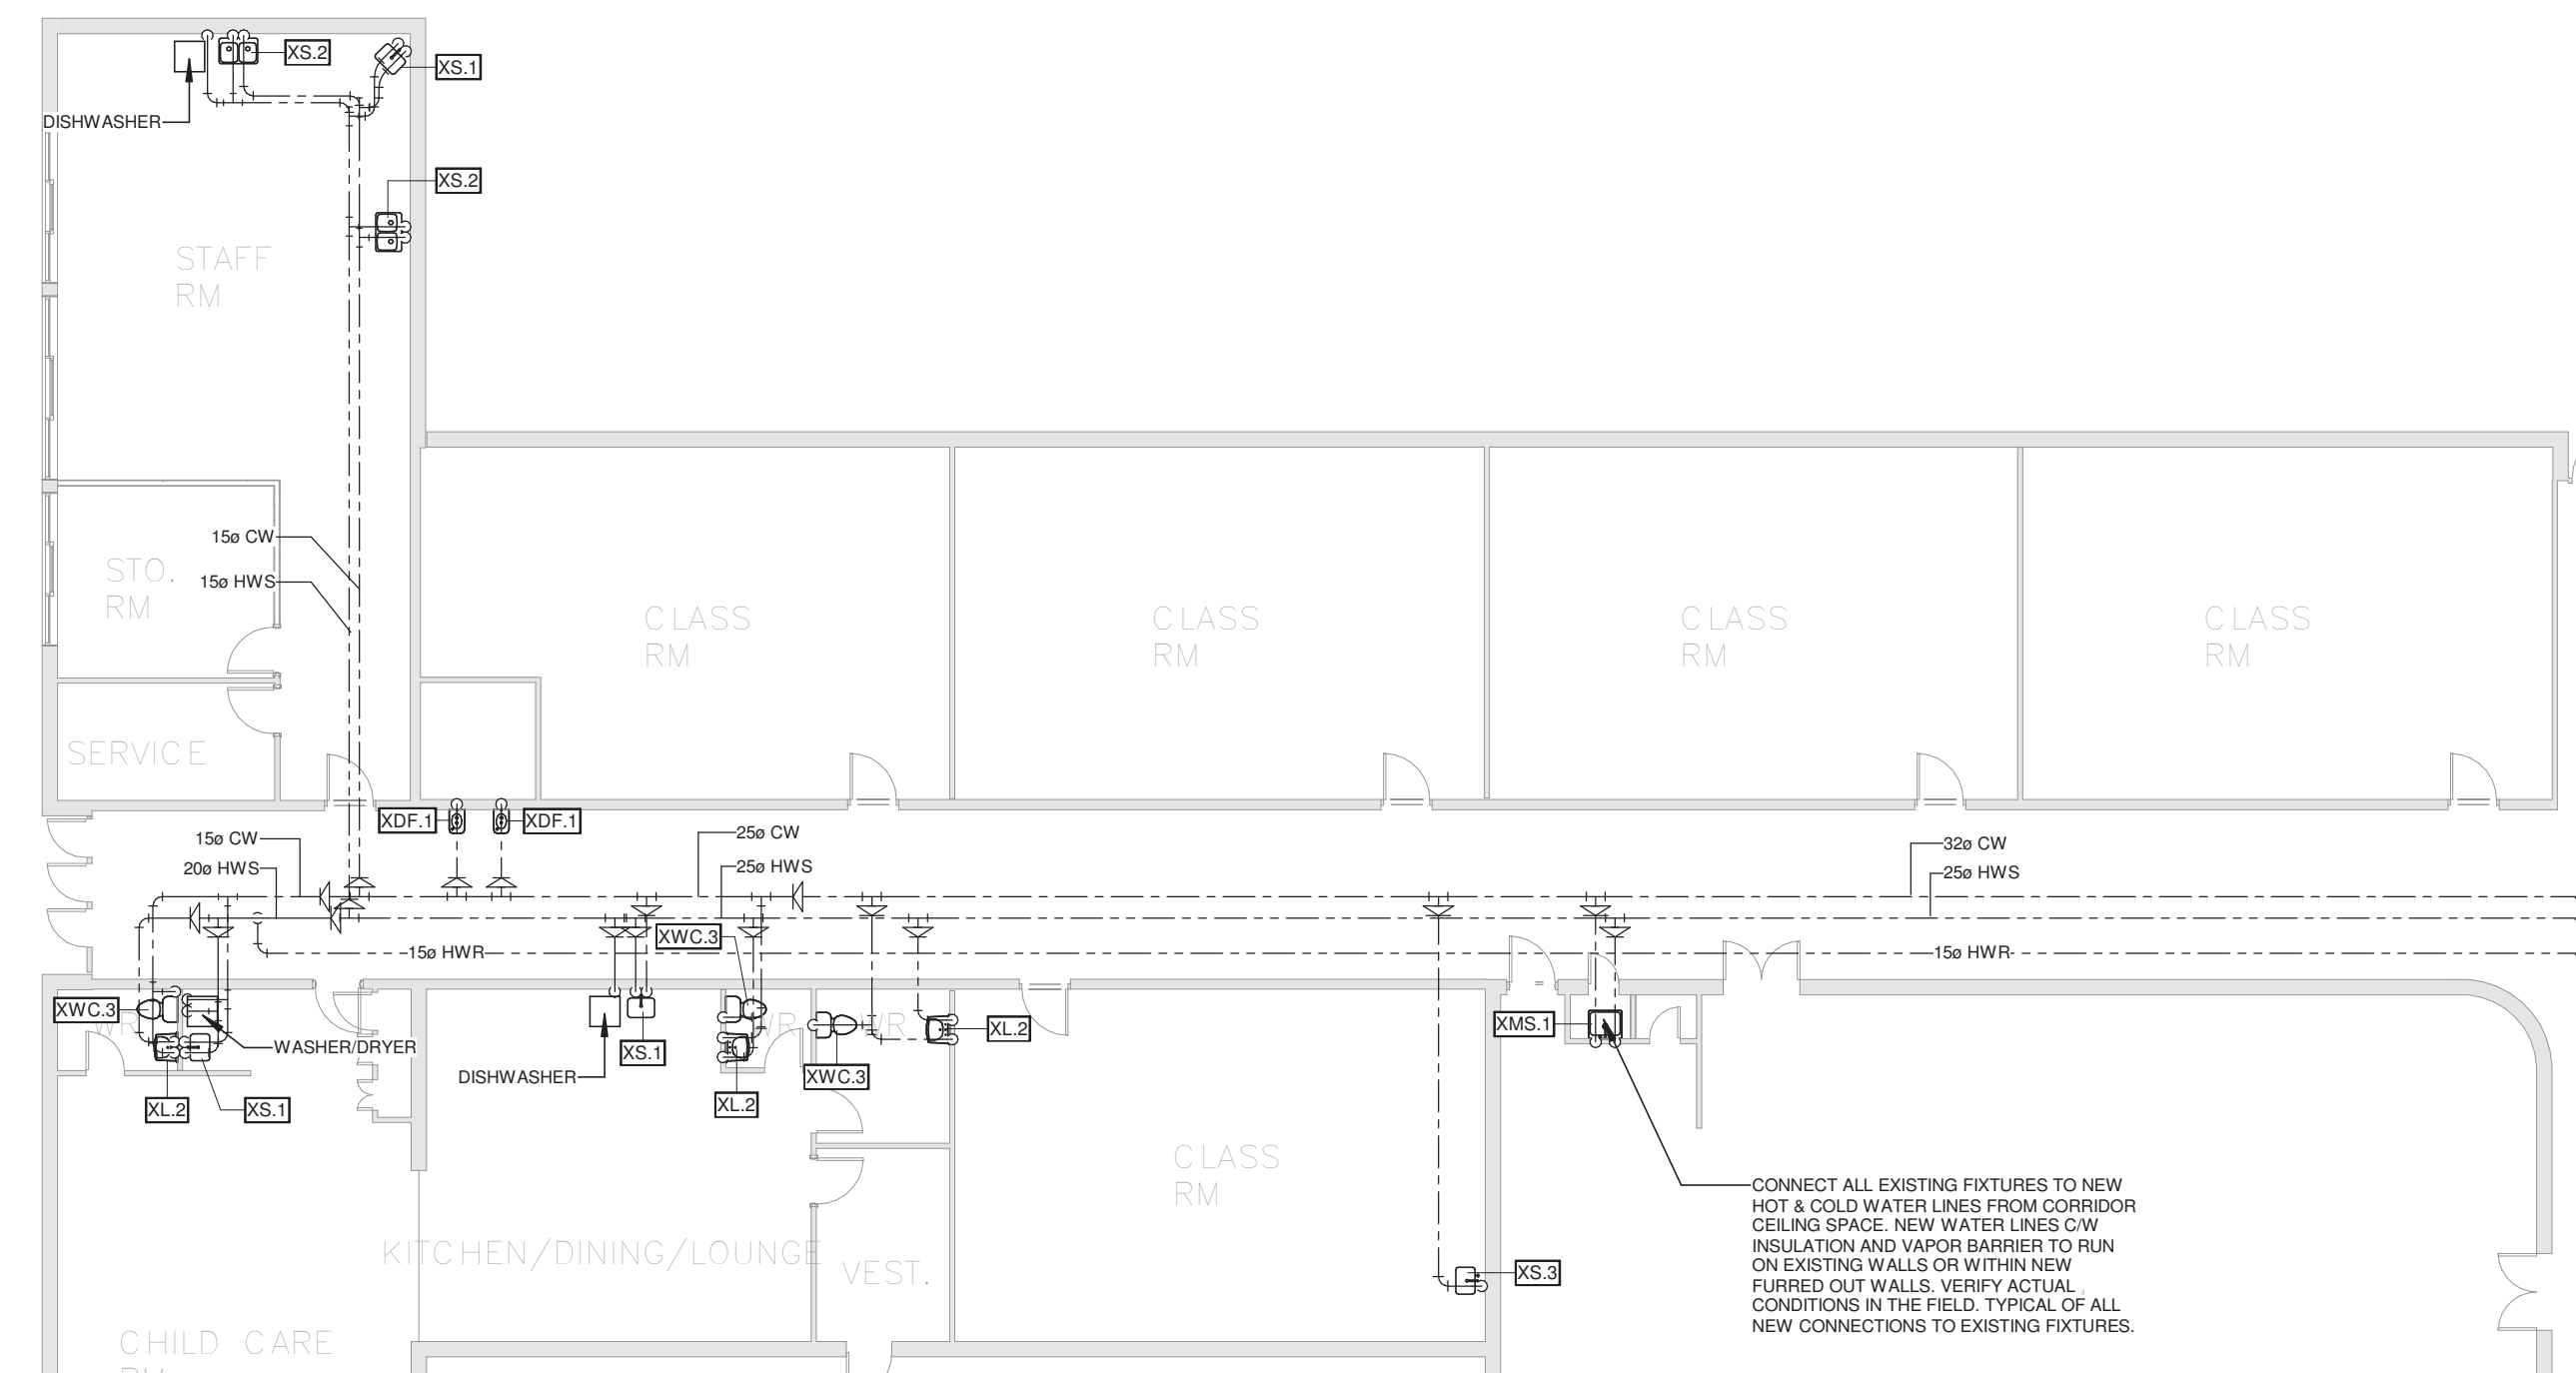 XS.2
XS.1
DISHWASHER
XS.2
STAFF
RM
15ø CW
STO.
RM
15ø HWS
CLASS
RM
CLASS
RM
CLASS
RM
CLASS
RM
SERVICE
XDF.1
XDF.1
15ø CW
20ø HWS
25ø CW
25ø HWS
32ø CW
25ø HWS
XWC.3
15ø HWR
15ø HWR
XWC.3
WR
WASHER/DRYER
XL.2
XS.1
DISHWASHER
XS.1
WR
XL.2
WR
XWC.3
XL.2
XMS.1
CLASS
RM
KITCHEN/DINING/LOUNGE
VEST.
XS.3
CONNECT ALL EXISTING FIXTURES TO NEW
HOT & COLD WATER LINES FROM CORRIDOR
CEILING SPACE. NEW WATER LINES C/W
INSULATION AND VAPOR BARRIER TO RUN
ON EXISTING WALLS OR WITHIN NEW
FURRED OUT WALLS. VERIFY ACTUAL
CONDITIONS IN THE FIELD. TYPICAL OF ALL
NEW CONNECTIONS TO EXISTING FIXTURES.
CHILD CARE
RM